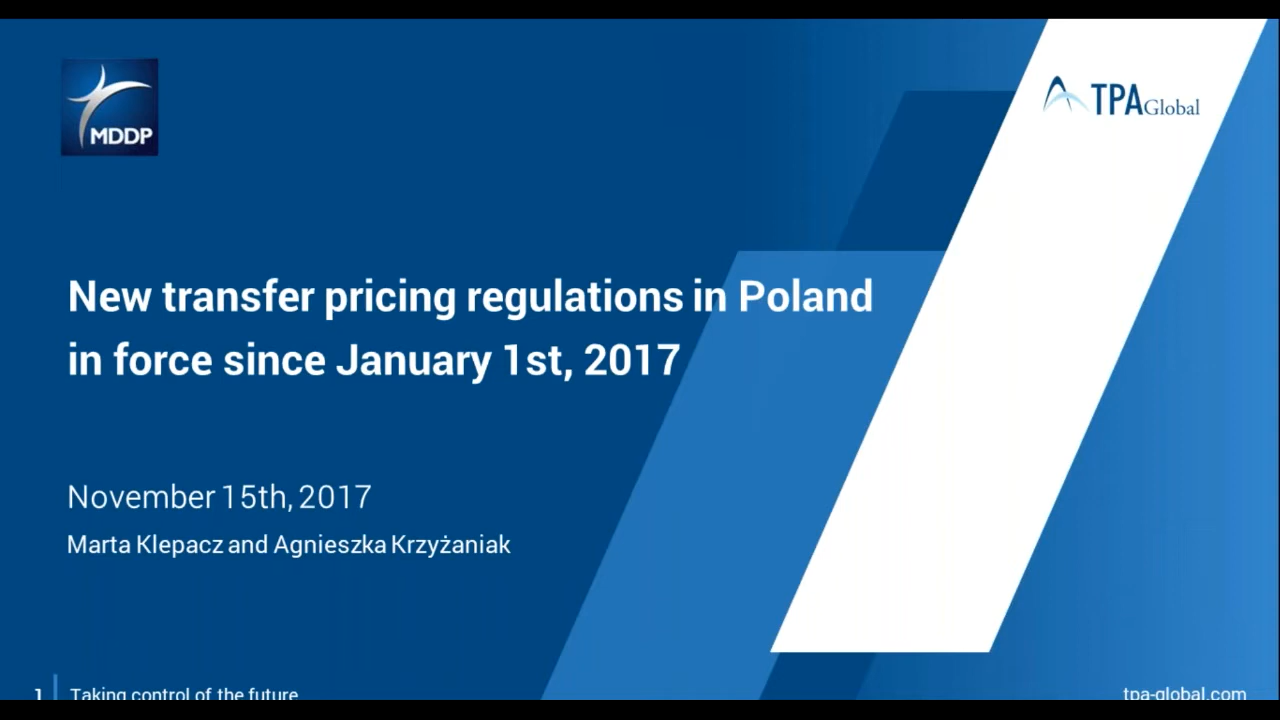 MDDP
TPA Global
New transfer pricing regulations in Poland
in force since January 1st, 2017
November 15th, 2017
Marta Klepacz and Agnieszka Krzyżaniak
1 Taking control of the future
tpa-global.com